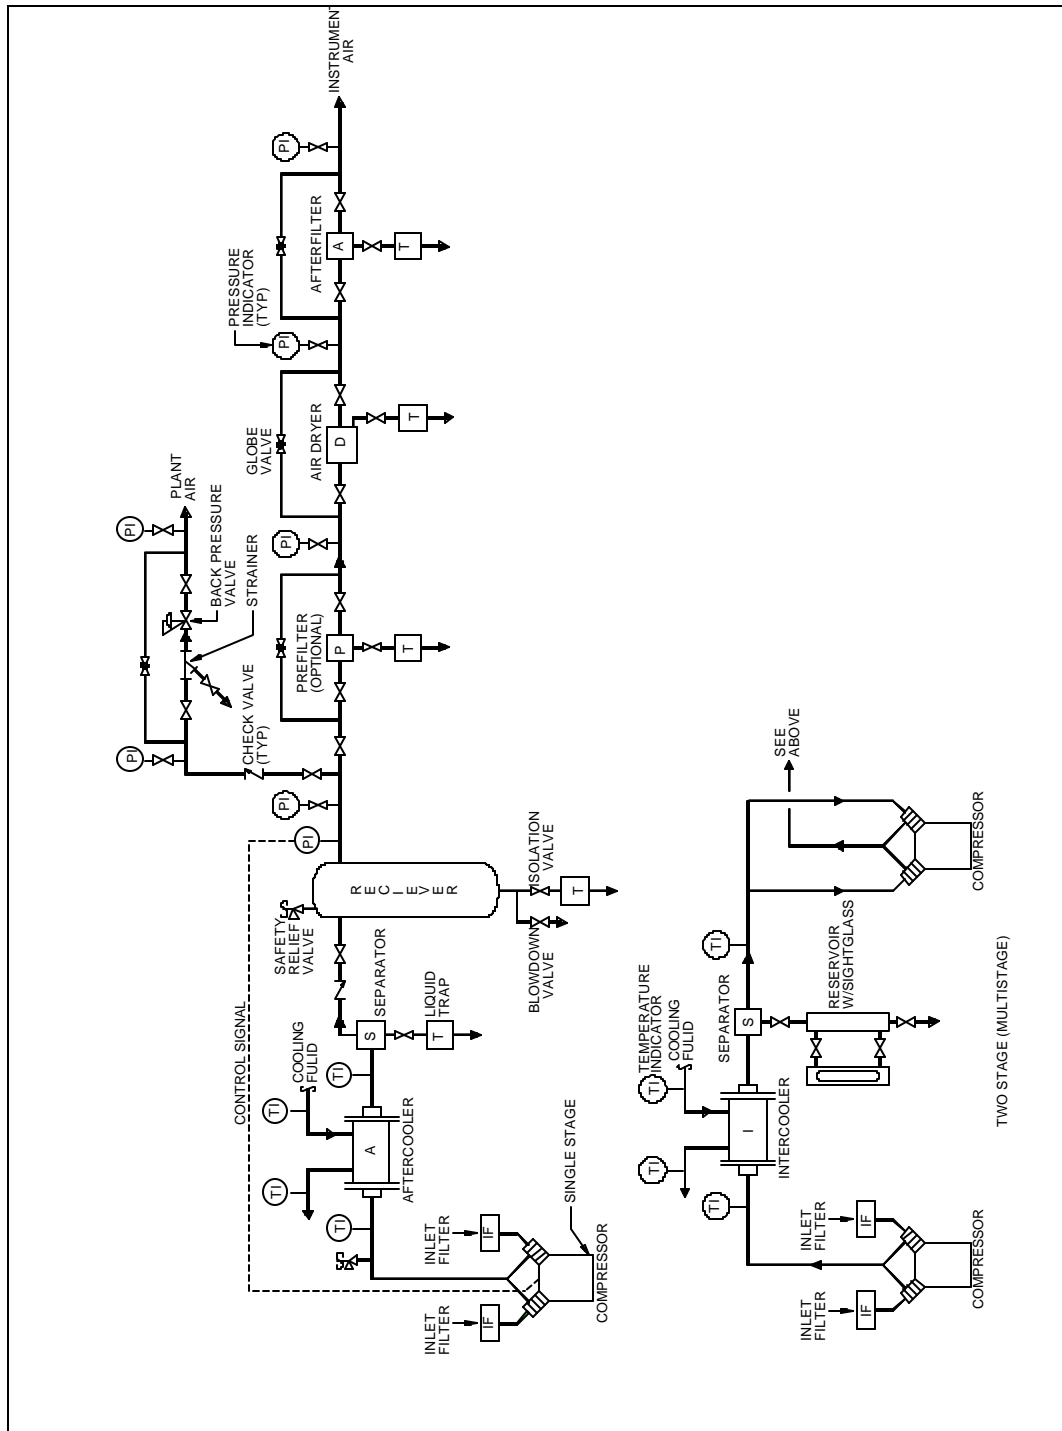 PI
PI
PLANT
AIR
BACK PRESSURE
VALVE
STRAINER
CHECK VALVE
(TYP)
PRESSURE
INDICATOR
(TYP)
GLOBE
VALVE
CONTROL SIGNAL
TI
TI
COOLING
FULID
SAFETY
RELIEF
VALVE
PI
PI
PI
PI
PI
PREFILTER
(OPTIONAL)
AIR DRYER
AFTERFILTER
INSTRUMENT
AIR
TI
TI
A
S
RECIEVER
P
D
A
AFTERCOOLER
SEPARATOR
LIQUID
TRAP
T
T
T
T
T
INLET
FILTER
INLET
FILTER
IF
IF
SINGLE STAGE
COMPRESSOR
BLOWDOWN
VALVE
ISOLATION
VALVE
TEMPERATURE
INDICATOR
COOLING
FULID
TI
TI
TI
TI
SEPARATOR
I
S
INTERCOOLER
SEE
ABOVE
RESERVOIR
W/SIGHTGLASS
INLET
FILTER
INLET
FILTER
IF
IF
COMPRESSOR
COMPRESSOR
TWO STAGE (MULTISTAGE)